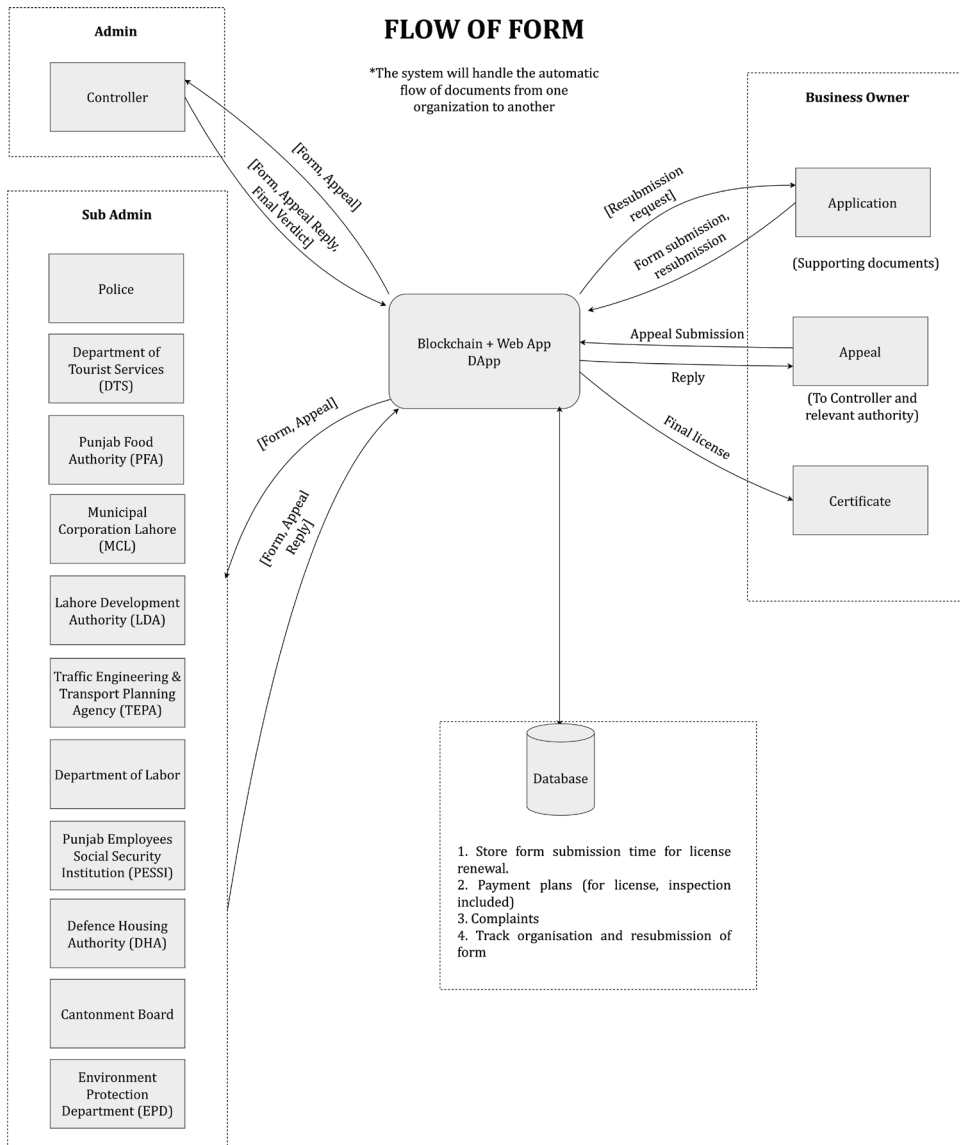 FLOW OF FORM
*The system will handle the automatic
flow of documents from one
organization to another
Admin
Controller
[Form, Appeal]
[Form, Appeal Reply,
Final Verdict]
Sub Admin
Police
Department of
Tourist Services
(DTS)
Punjab Food
Authority (PFA)
Municipal
Corporation Lahore
(MCL)
Lahore Development
Authority (LDA)
Traffic Engineering &
Transport Planning
Agency (TEPA)
Department of Labor
Punjab Employees
Social Security
Institution (PESSI)
Defence Housing
Authority (DHA)
Cantonment Board
Environment
Protection
Department (EPD)
[Form, Appeal]
[Form, Appeal
Reply]
Blockchain + Web App
DApp
Business Owner
[Resubmission
request]
Form submission,
resubmission
Application
(Supporting documents)
Appeal Submission
Reply
Appeal
(To Controller and
relevant authority)
Final license
Certificate
Database
1. Store form submission time for license
renewal.
2. Payment plans (for license, inspection
included)
3. Complaints
4. Track organisation and resubmission of
form